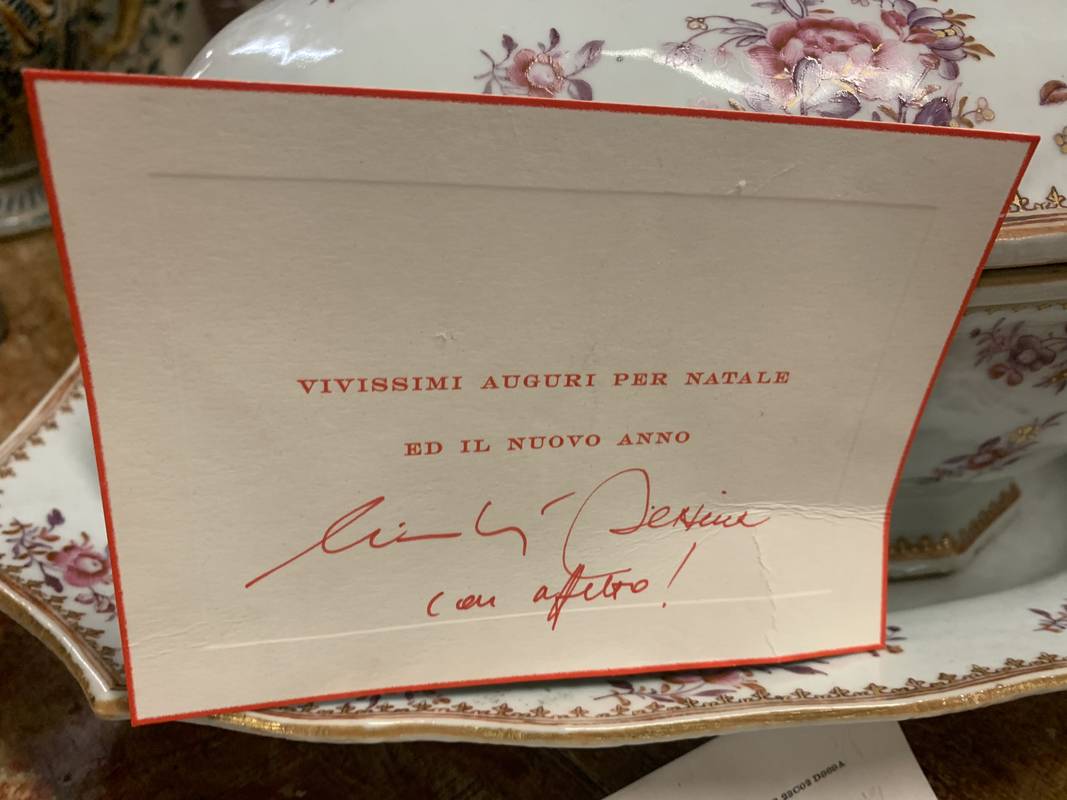 VIVISSIMI AUGURI PER NATALE
ED IL NUOVO ANNO
con affetto!